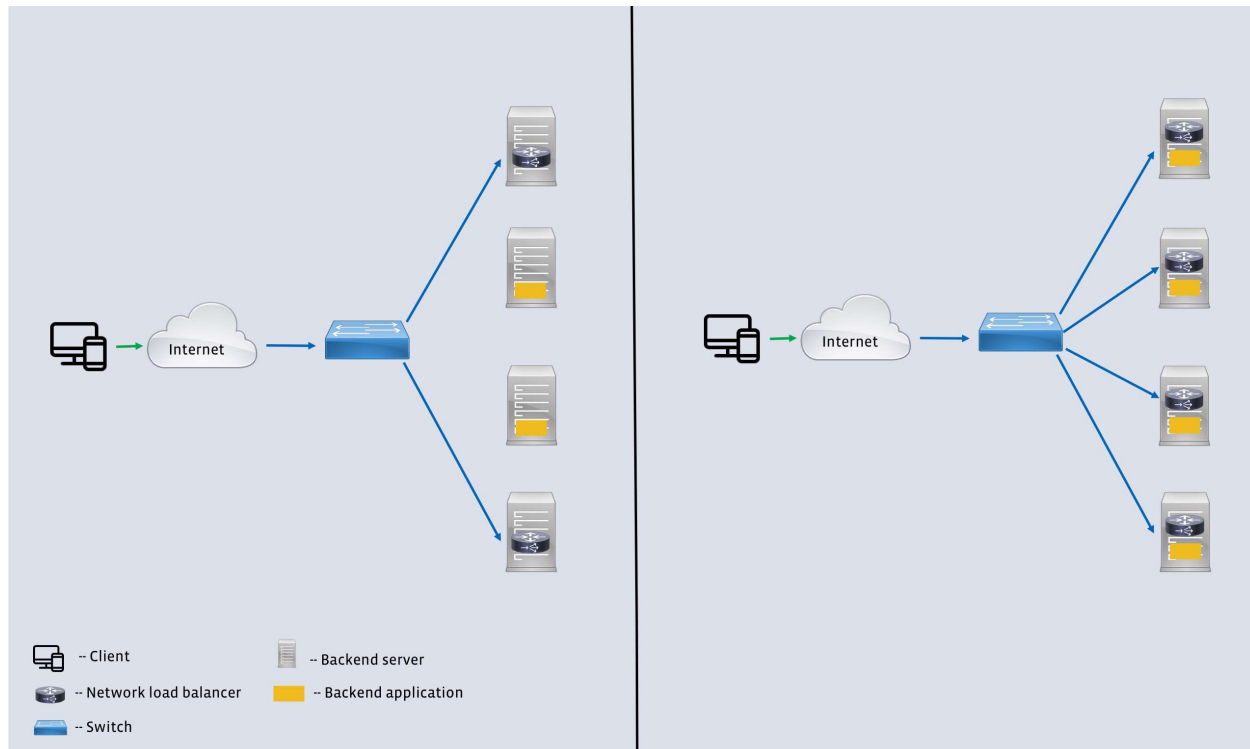 Internet
Internet
-- Client
-- Backend server
-- Network load balancer
-- Backend application
-- Switch